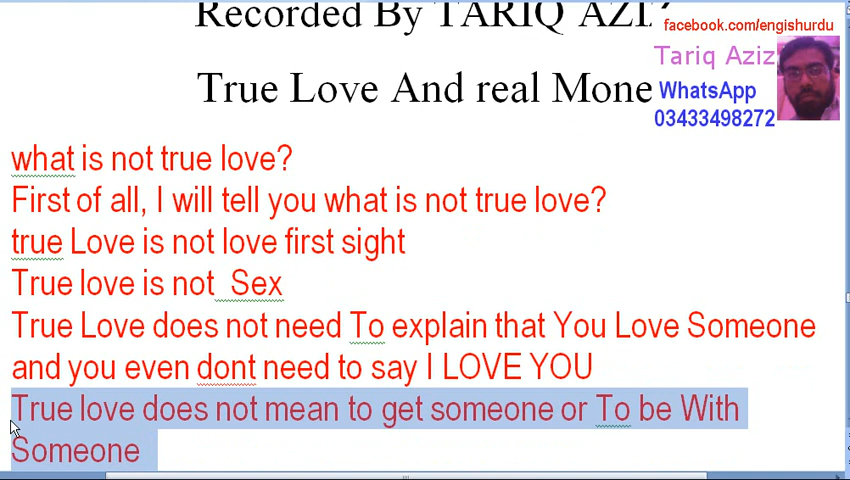 Recorded By TARIQ AZIZ
facebook.com/engishurdu
Tariq Aziz
True Love And real Mone
WhatsApp
03433498272
what is not true love?
First of all, I will tell you what is not true love?
true Love is not love first sight
True love is not  Sex
True Love does not need To explain that You Love Someone
and you even dont need to say I LOVE YOU
True love does not mean to get someone or To be With
Someone